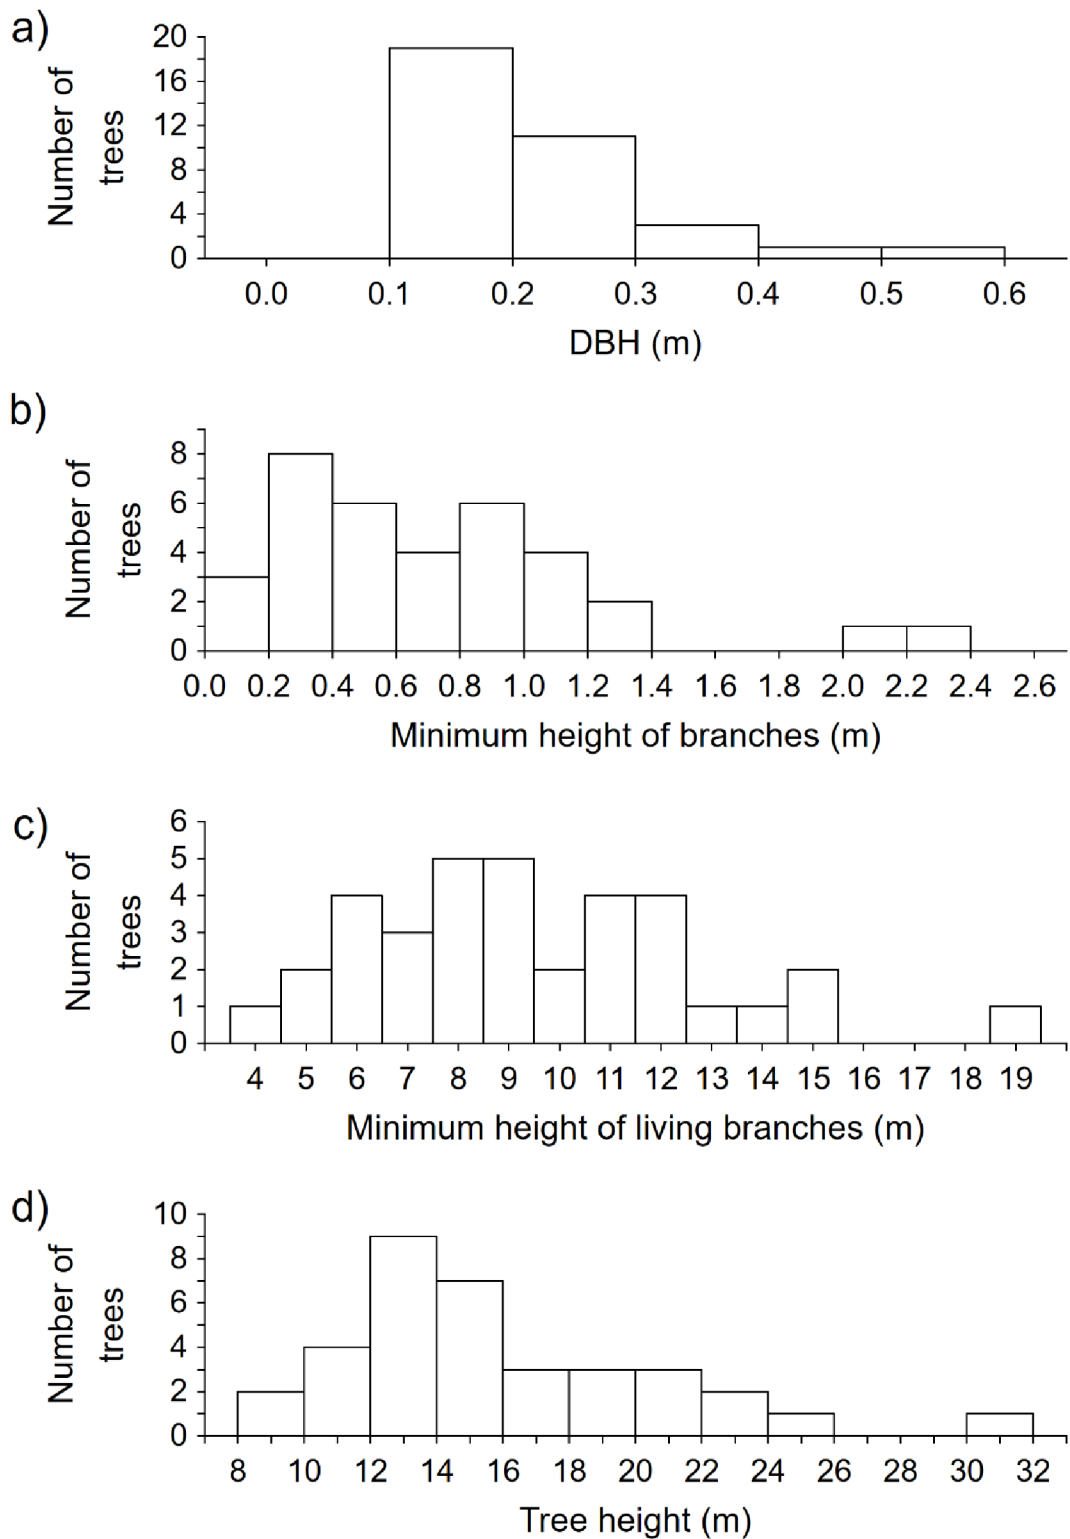 a)
Number of
trees
20
16
12
8
4
0
0.0 0.1 0.2 0.3 0.4 0.5 0.6
DBH (m)
b)
Number of
trees
8
6
4
2
0
0.0 0.2 0.4 0.6 0.8 1.0 1.2 1.4 1.6 1.8 2.0 2.2 2.4 2.6
Minimum height of branches (m)
c)
Number of
trees
6
5
4
3
2
1
0
4 5 6 7 8 9 10 11 12 13 14 15 16 17 18 19
Minimum height of living branches (m)
d)
Number of
trees
10
8
6
4
2
0
8 10 12 14 16 18 20 22 24 26 28 30 32
Tree height (m)